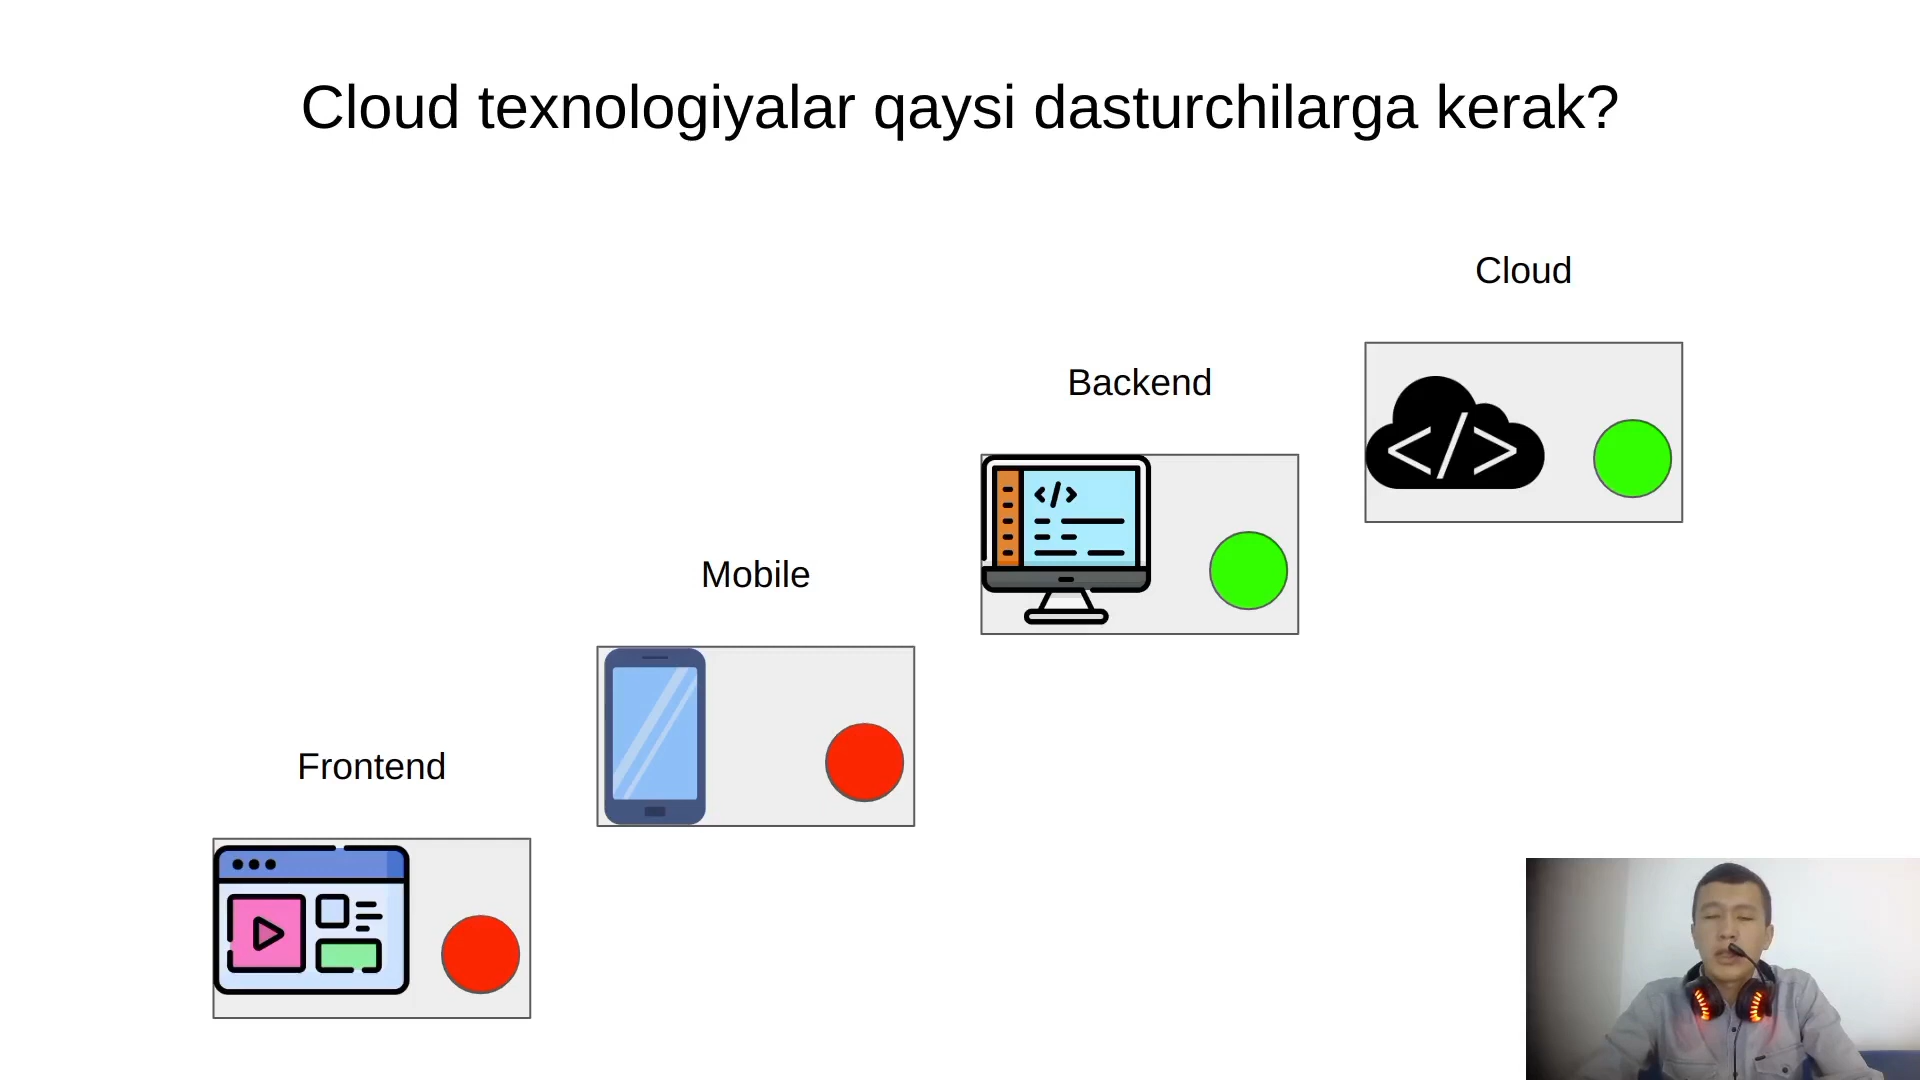 Cloud texnologiyalar qaysi dasturchilarga kerak?
Cloud
</>
Backend
</>
Mobile
Frontend